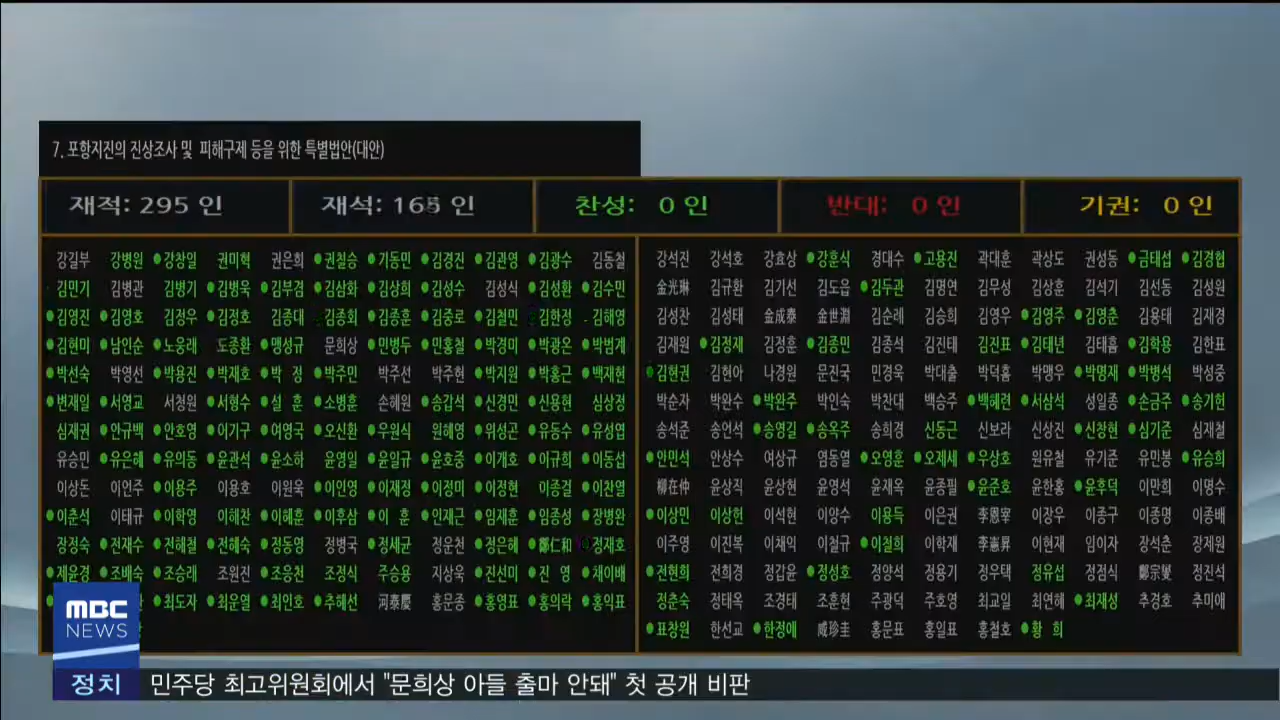 7. 포항지진의 진상조사 및 피해구제 등을 위한 특별법안(대안)
재적: 295 인 재석: 165 인 찬성: 0 인 반대: 0 인 기권: 0 인
강길부 강병원 강창일 권미혁 권은희 권칠승 기동민 김경진 김관영 김광수 김동철
김민기 김병관 김병기 김병욱 김부겸 김삼화 김상희 김성수 김성식 김성환 김수민
김영진 김영호 김정우 김정호 김종대 김종회 김종훈 김중로 김철민 김한정 김해영
김현미 남인순 노웅래 도종환 맹성규 문희상 민병두 민홍철 박경미 박광온 박범계
박선숙 박영선 박용진 박재호 박 정 박주민 박주선 박주현 박지원 박홍근 백재현
변재일 서영교 서청원 서형수 설 훈 소병훈 손혜원 송갑석 신경민 신용현 심상정
심재권 안규백 안호영 이기구 여영국 오신환 우원식 원혜영 위성곤 유동수 유성엽
유승민 유은혜 유의동 윤관석 윤소하 윤영일 윤일규 윤호중 이개호 이규희 이동섭
이상돈 이언주 이용주 이용호 이원욱 이인영 이재정 이정미 이정현 이종걸 이찬열
이춘석 이태규 이학영 이해찬 이혜훈 이후삼 이 훈 인재근 임재훈 임종성 장병완
장정숙 전재수 전해철 전혜숙 정동영 정병국 정세균 정운천 정은혜 鄒仁和 정재호
제윤경 조배숙 조승래 조원진 조응천 조정식 주승용 지상욱 진선미 진 영 채이배
최도자 최운열 최인호 추혜선 河泰慶 홍문종 홍영표 홍의락 홍익표
강석진 강석호 강효상 강훈식 경대수 고용진 곽대훈 곽상도 권성동 금태섭 김경협
金光琳 김규환 김기선 김도읍 김두관 김명연 김무성 김상훈 김석기 김선동 김성원
김성찬 김성태 金成泰 金世淵 김순례 김승희 김영우 김영주 김영춘 김용태 김재경
김재원 김정재 김정훈 김종민 김종석 김진태 김진표 김태년 김태흠 김학용 김한표
김현권 김현아 나경원 문진국 민경욱 박대출 박덕흠 박맹우 박명재 박병석 박성중
박순자 박완수 박완주 박인숙 박찬대 백승주 백혜련 서삼석 성일종 손금주 송기헌
송석준 송언석 송영길 송옥주 송희경 신동근 신보라 신상진 신창현 심기준 심재철
안민석 안상수 여상규 염동열 오영훈 오제세 우상호 원유철 유기준 유민봉 유승희
柳在仲 윤상직 윤상현 윤영석 윤재옥 윤종필 윤준호 윤한홍 윤후덕 이만희 이명수
이상민 이상헌 이석현 이양수 이용득 이은권 李恩宰 이장우 이종구 이종명 이종배
이주영 이진복 이채익 이철규 이철희 이학재 李憲昇 이현재 임이자 장석춘 장제원
전현희 전희경 정갑윤 정성호 정양석 정용기 정우택 정유섭 정점식 鄭宗燮 정진석
정춘숙 정태옥 조경태 조훈현 주광덕 주호영 최교일 최연혜 최재성 추경호 추미애
표창원 한선교 한정애 咸珍圭 홍문표 홍일표 홍철호 황 희
MBC
NEWS
정치 민주당 최고위원회에서 "문희상 아들 출마 안돼" 첫 공개 비판